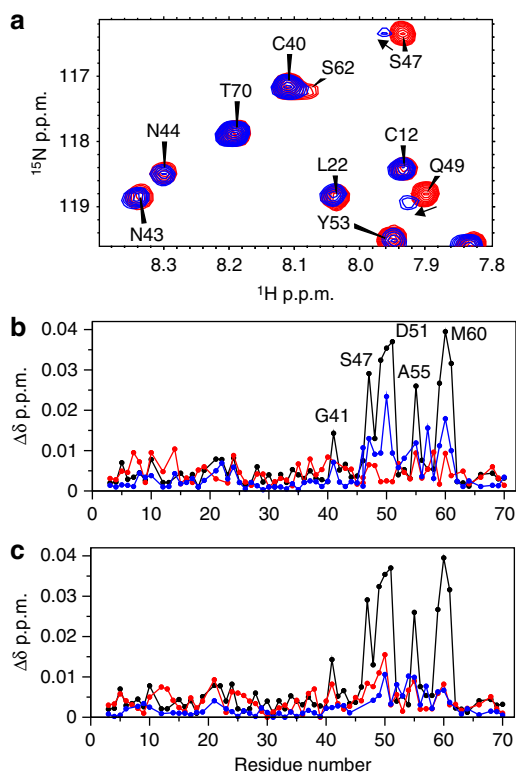 a
C40
S62
S47
T70
N44
L22
C12
Q49
N43
Y53
117
118
119
15N p.p.m.
8.3 8.2 8.1 8.0 7.9 7.8
1H p.p.m.
b
0.04
0.03
0.02
0.01
0
Δδ p.p.m.
D51
M60
S47
A55
G41
0 10 20 30 40 50 60 70
c
0.04
0.03
0.02
0.01
0
Δδ p.p.m.
0 10 20 30 40 50 60 70
Residue number